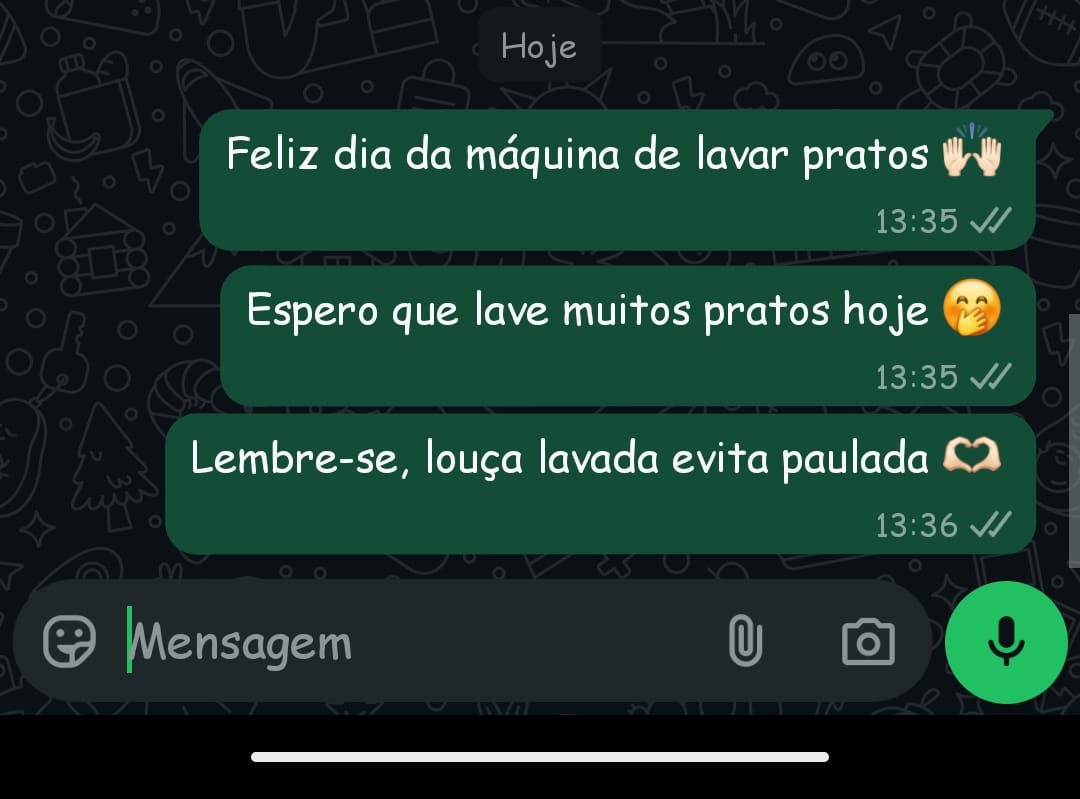 Hoje
Feliz dia da máquina de lavar pratos 🙌🏻
13:35
Espero que lave muitos pratos hoje 🤭
13:35
Lembre-se, louça lavada evita paulada 🫶🏻
13:36
Mensagem